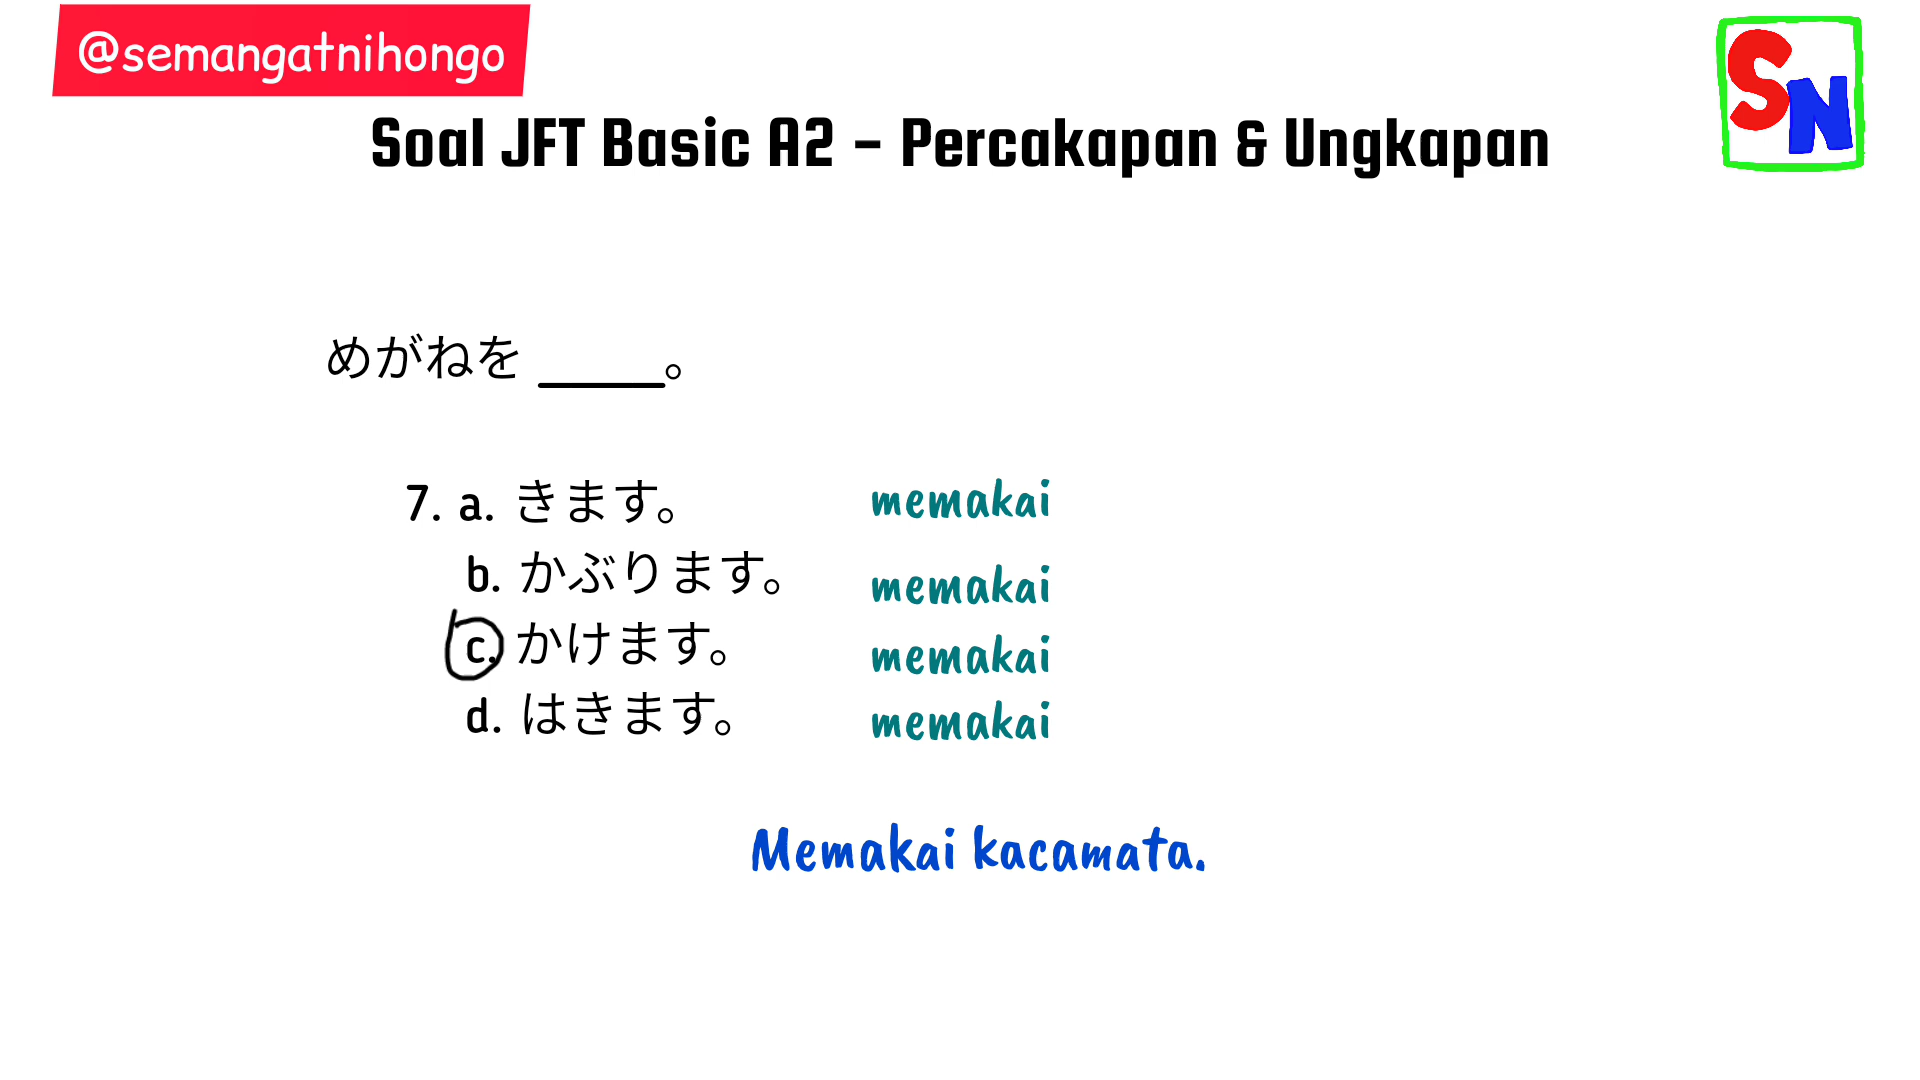 @semangatnihongo
SN
Soal JFT Basic A2 - Percakapan & Ungkapan
めがねを _____。
7. a. きます。 memakai
b. かぶります。 memakai
c. かけます。 memakai
d. はきます。 memakai
Memakai kacamata.